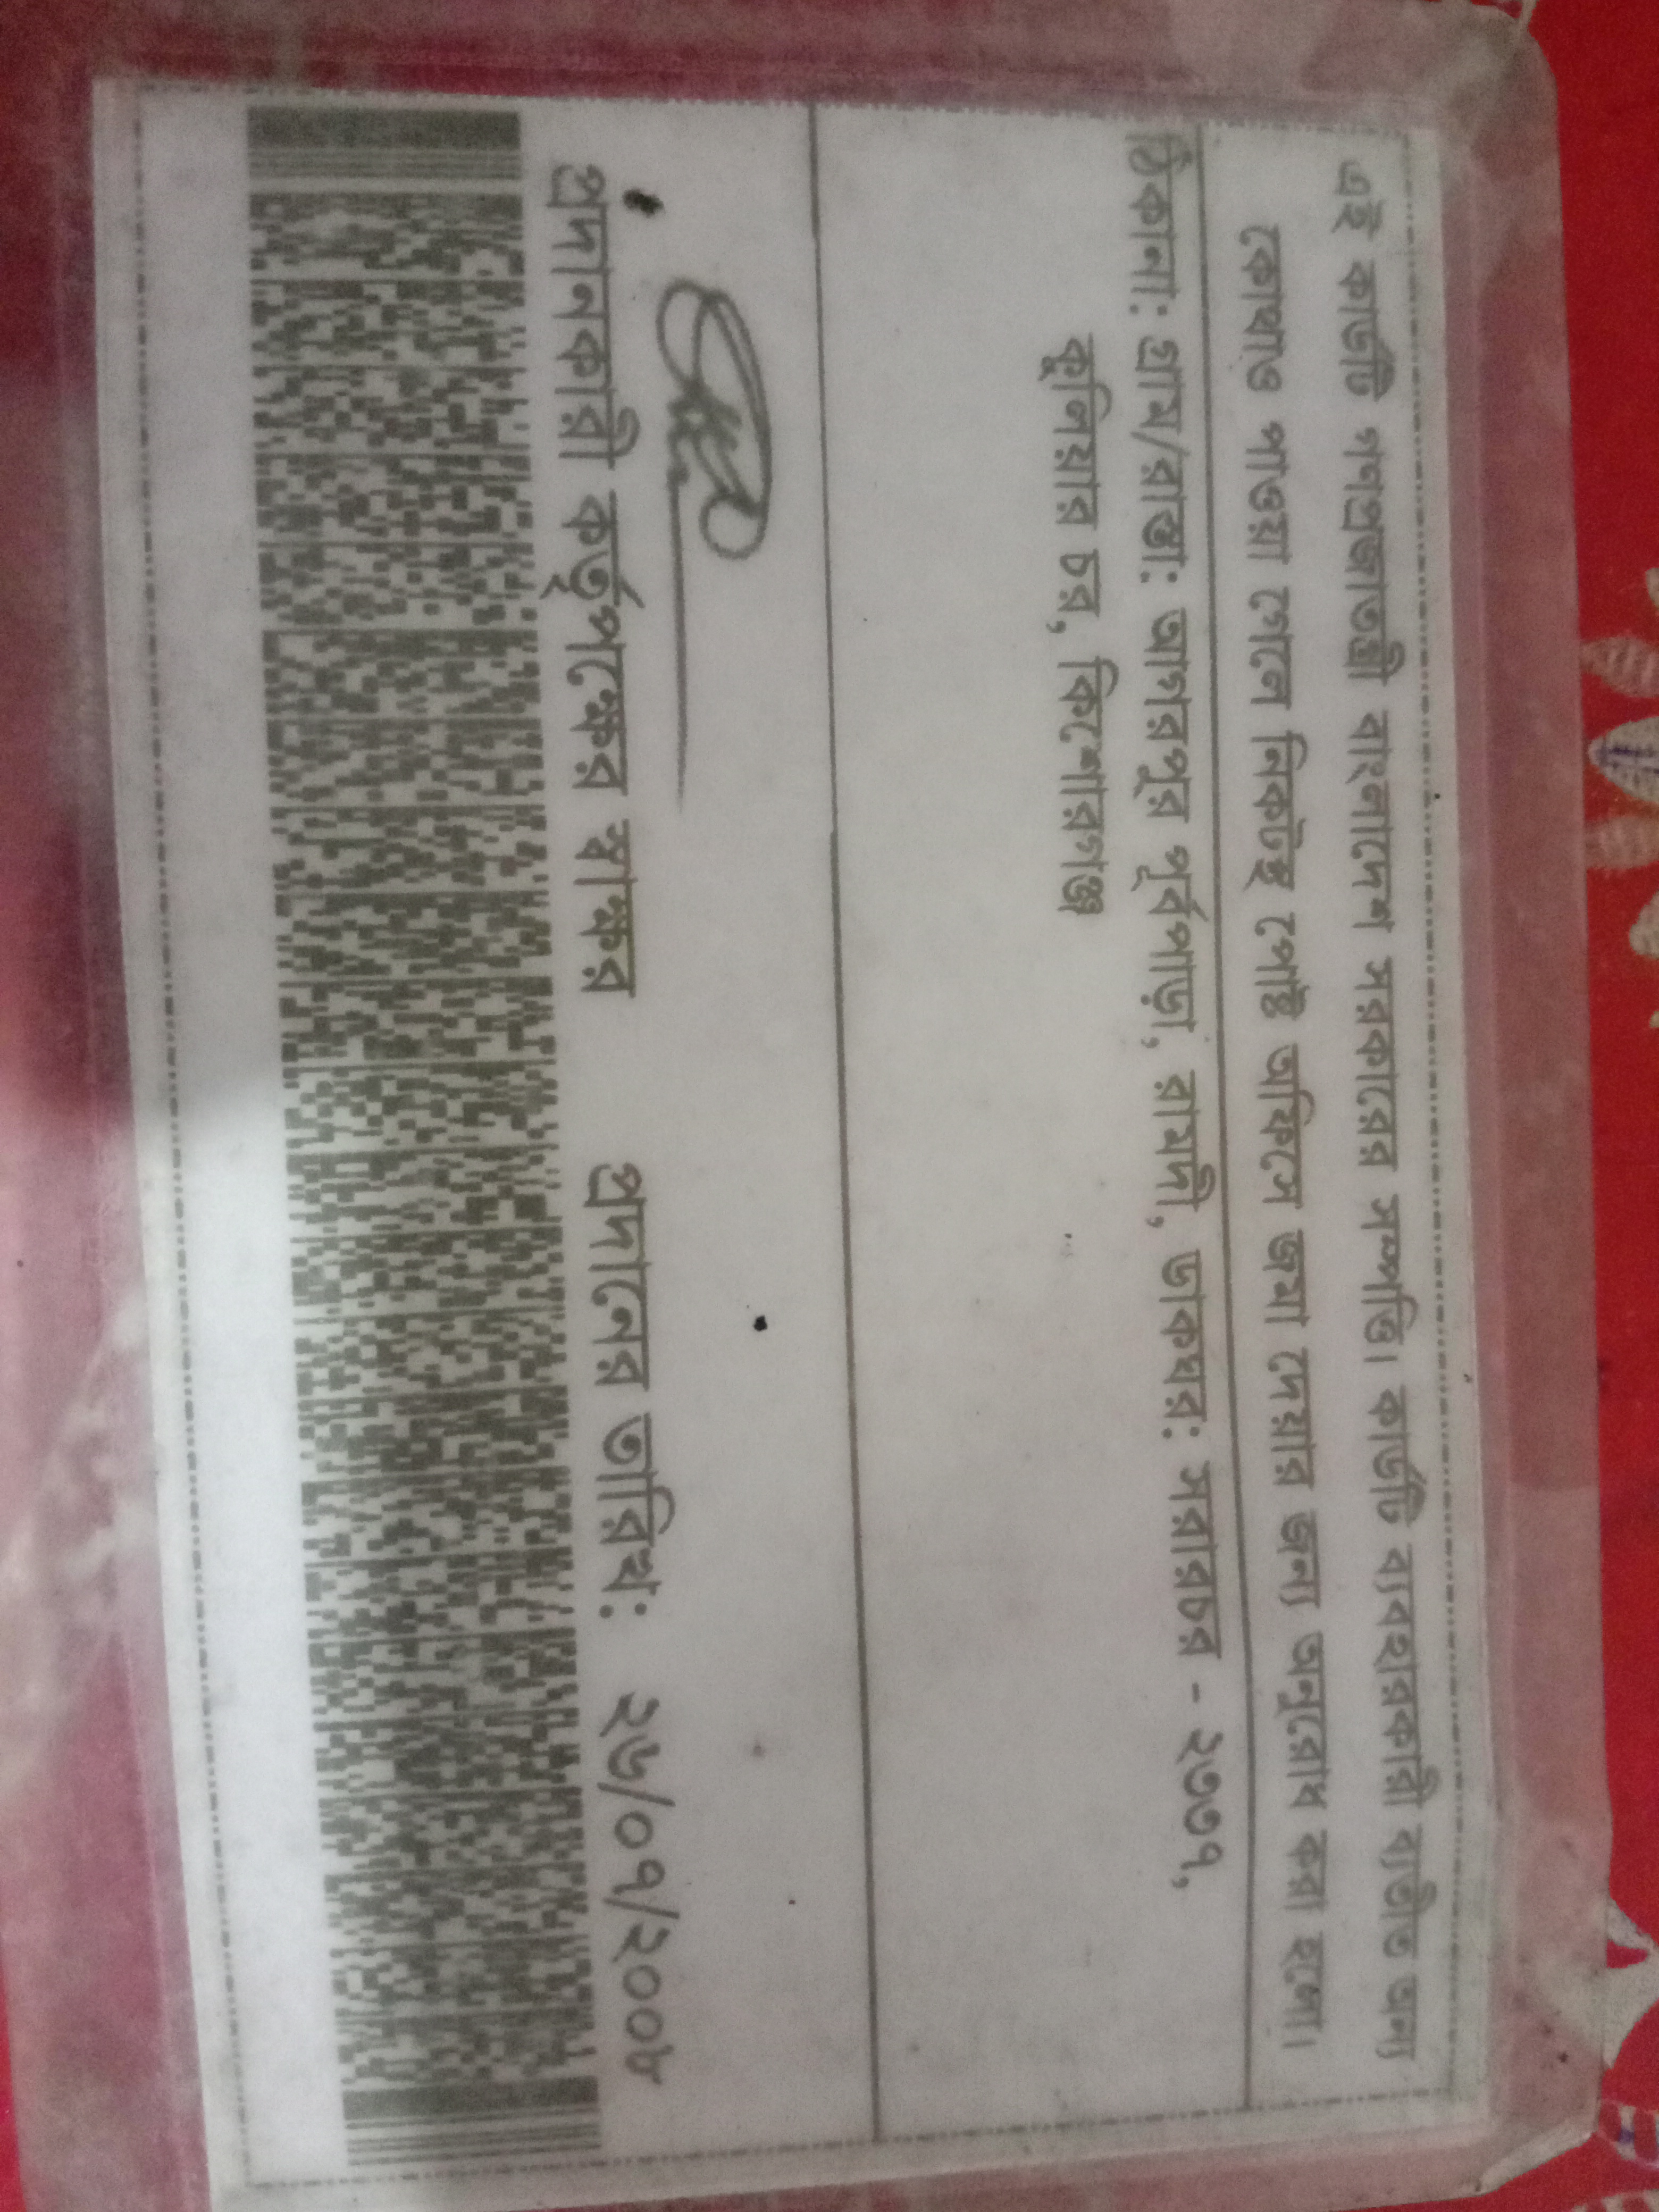 এই কার্ডটি গণপ্রজাতন্ত্রী বাংলাদেশ সরকারের সম্পত্তি। কার্ডটি ব্যবহারকারী ব্যতীত অন্য
কোথাও পাওয়া গেলে নিকটস্থ পোষ্ট অফিসে জমা দেয়ার জন্য অনুরোধ করা হলো।
ঠিকানা: গ্রাম/রাস্তা: আগরপুর পূর্বপাড়া, রামদী, ডাকঘর: সরারচর - ২৩৩৭,
কুলিয়ার চর, কিশোরগঞ্জ
প্রদানকারী কর্তৃপক্ষের স্বাক্ষর প্রদানের তারিখ: ২৬/০৭/২০০৮